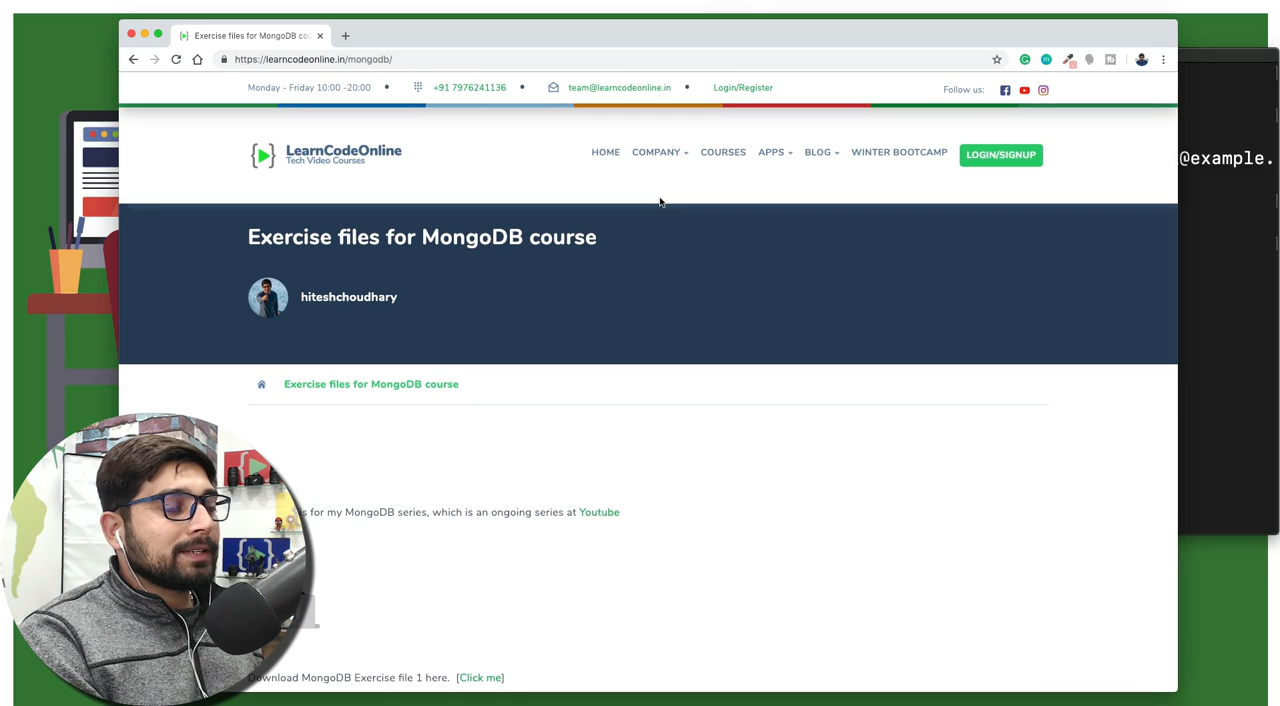 Exercise files for MongoDB co
https://learncodeonline.in/mongodb/
Monday - Friday 10:00 -20:00 • +91 7976241136 • team@learncodeonline.in • Login/Register Follow us:
LearnCodeOnline
Tech Video Courses
HOME COMPANY COURSES APPS BLOG WINTER BOOTCAMP LOGIN/SIGNUP
@example.
Exercise files for MongoDB course
hiteshchoudhary
Exercise files for MongoDB course
s for my MongoDB series, which is an ongoing series at Youtube
Download MongoDB Exercise file 1 here. [Click me]